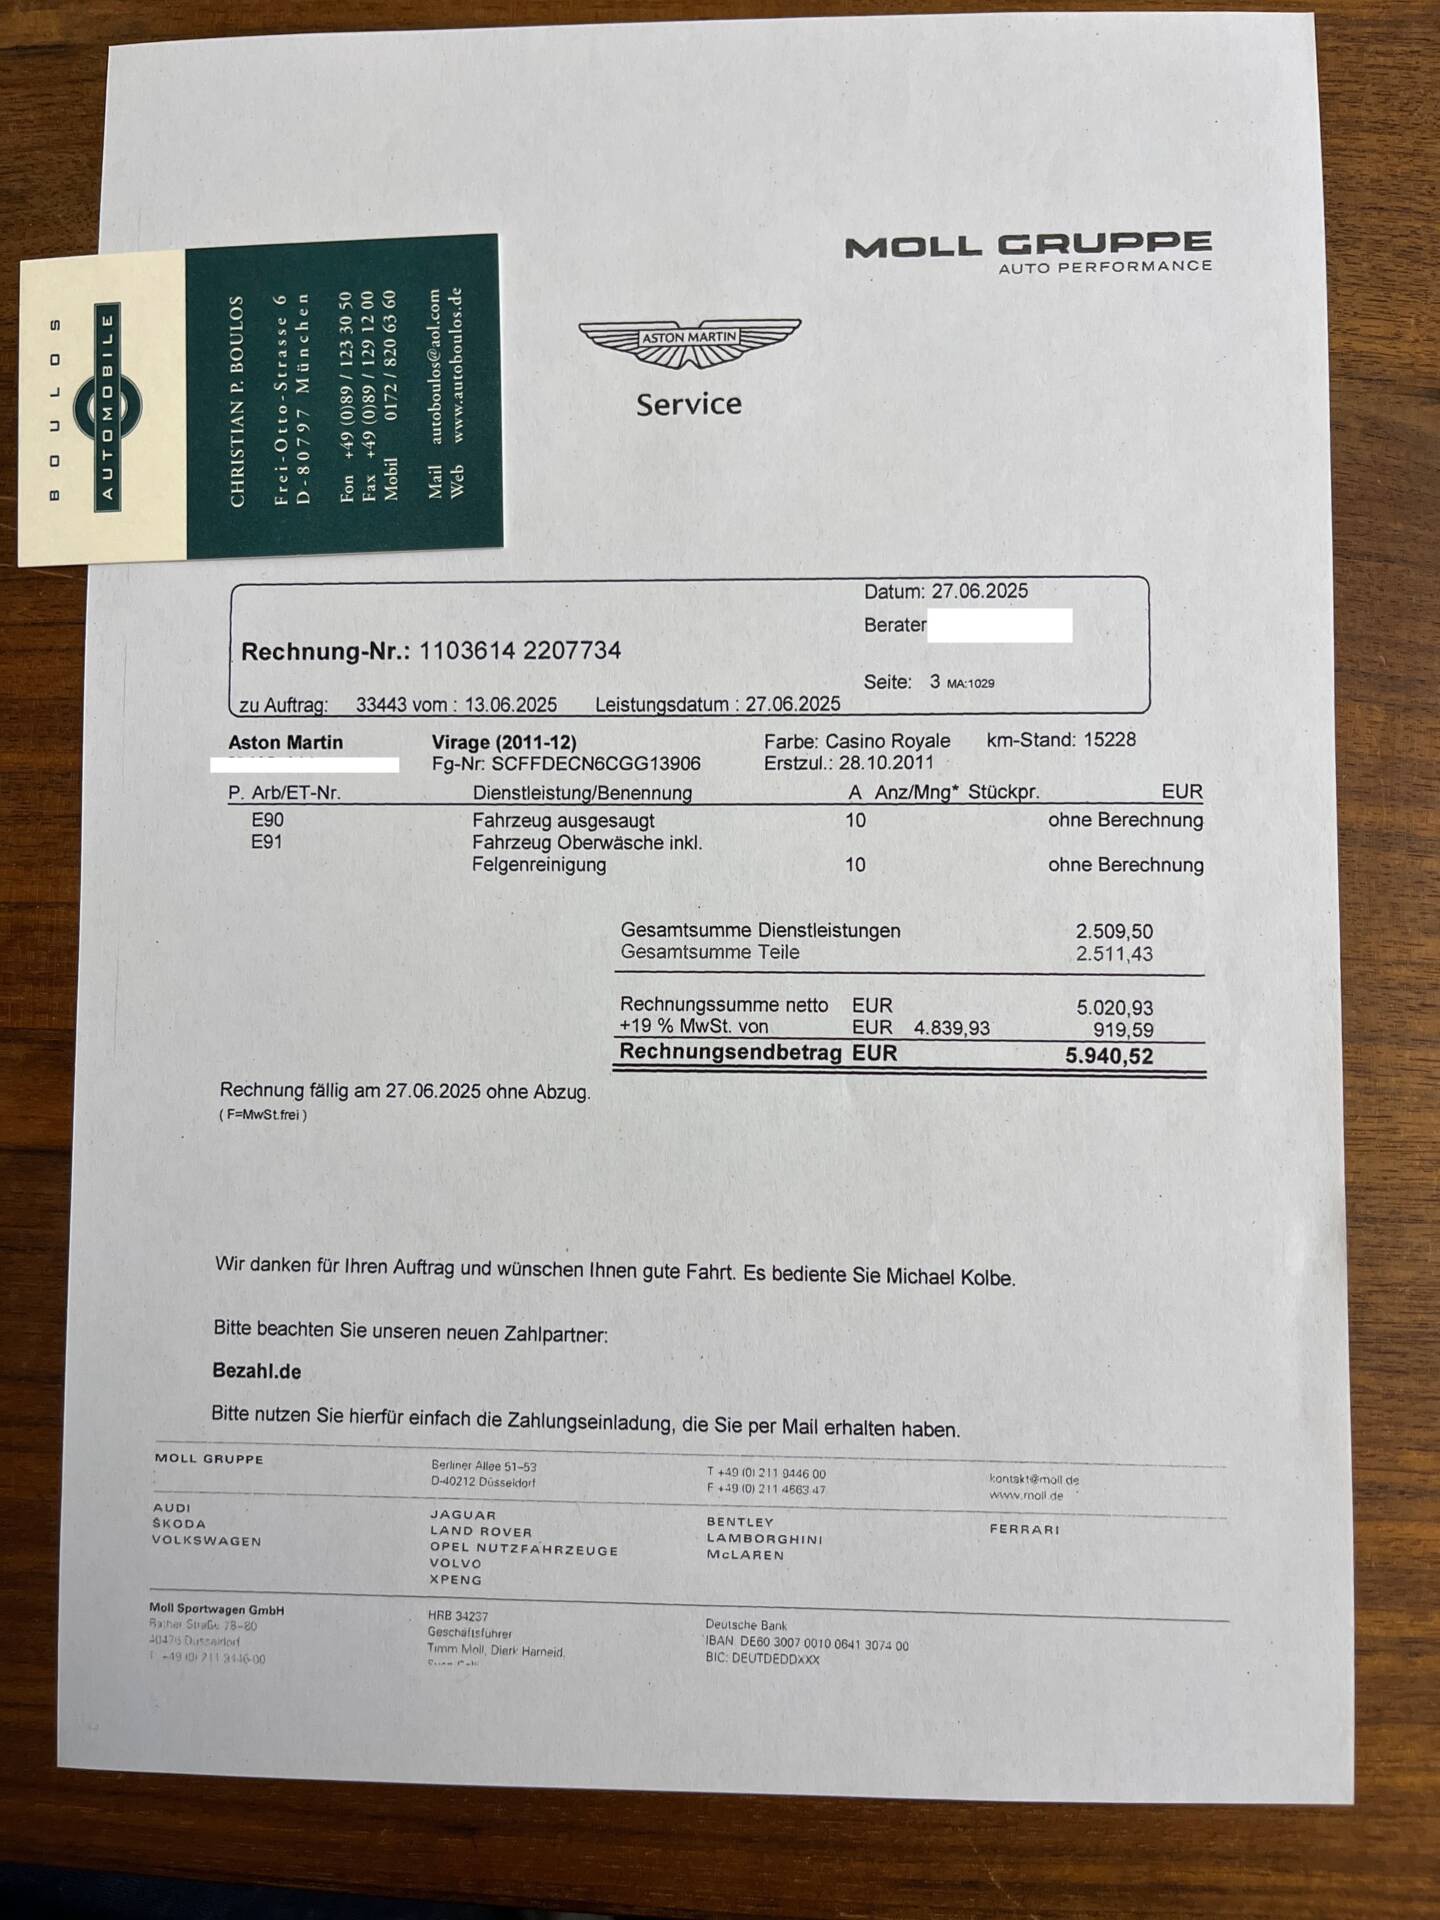 BOULOS
AUTOMOBILE
CHRISTIAN P. BOULOS
Frei-Otto-Strasse 6
D-80797 München
Fon +49 (0)89 / 123 30 50
Fax +49 (0)89 / 129 12 00
Mobil 0172 / 820 63 60
Mail autoboulos@aol.com
Web www.autoboulos.de
MOLL GRUPPE
AUTO PERFORMANCE
ASTON MARTIN
Service
Datum: 27.06.2025
Berater
Rechnung-Nr.: 1103614 2207734
Seite: 3 MA:1029
zu Auftrag: 33443 vom : 13.06.2025 Leistungsdatum : 27.06.2025
Aston Martin Virage (2011-12) Farbe: Casino Royale km-Stand: 15228
Fg-Nr: SCFFDECN6CGG13906 Erstzul.: 28.10.2011
P. Arb/ET-Nr. Dienstleistung/Benennung A Anz/Mng* Stückpr. EUR
E90 Fahrzeug ausgesaugt 10 ohne Berechnung
E91 Fahrzeug Oberwäsche inkl.
Felgenreinigung 10 ohne Berechnung
Gesamtsumme Dienstleistungen 2.509,50
Gesamtsumme Teile 2.511,43
Rechnungssumme netto EUR 5.020,93
+19 % MwSt. von EUR 4.839,93 919,59
Rechnungsendbetrag EUR 5.940,52
Rechnung fällig am 27.06.2025 ohne Abzug.
( F=MwSt.frei )
Wir danken für Ihren Auftrag und wünschen Ihnen gute Fahrt. Es bediente Sie Michael Kolbe.
Bitte beachten Sie unseren neuen Zahlpartner:
Bezahl.de
Bitte nutzen Sie hierfür einfach die Zahlungseinladung, die Sie per Mail erhalten haben.
MOLL GRUPPE Berliner Allee 51-53 T +49 (0) 211 9446 00 kontakt@moll.de
D-40212 Düsseldorf F +49 (0) 211 4663 47 www.moll.de
AUDI JAGUAR BENTLEY FERRARI
ŠKODA LAND ROVER LAMBORGHINI
VOLKSWAGEN OPEL NUTZFAHRZEUGE McLAREN
VOLVO
XPENG
Moll Sportwagen GmbH HRB 34237 Deutsche Bank
Rather Straße 78-80 Geschäftsführer IBAN: DE60 3007 0010 0641 3074 00
Düsseldorf Timm Moll, Dierk Harneid, BIC: DEUTDEDDXXX
+49 (0) 211 9446-00